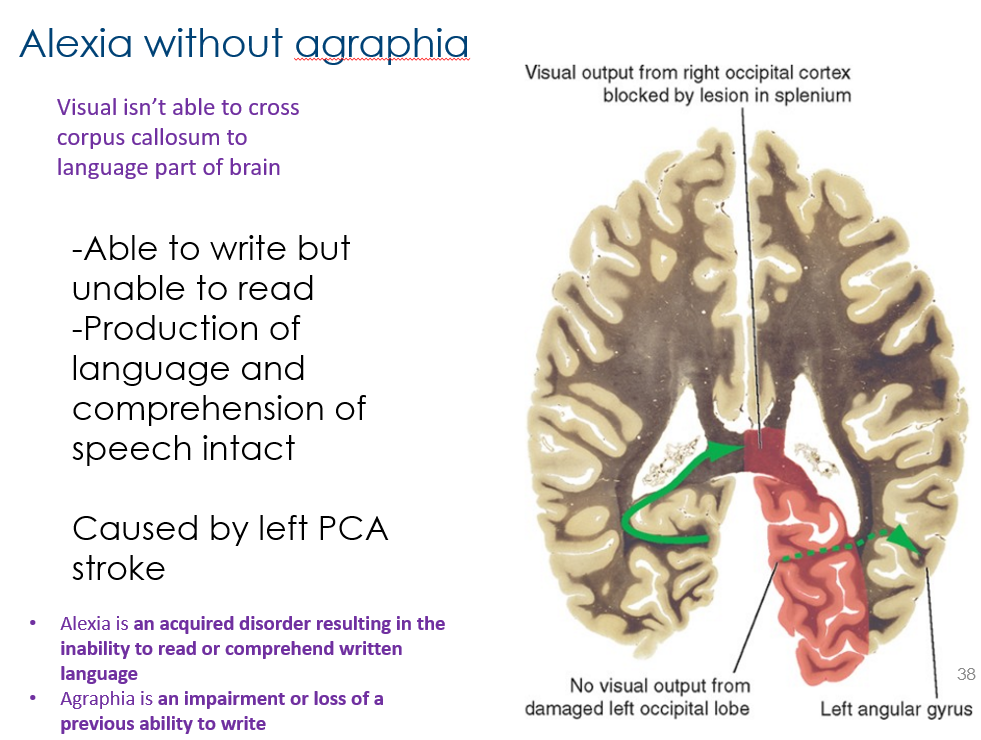 Alexia without agraphia
Visual isn't able to cross
corpus callosum to
language part of brain
-Able to write but
unable to read
-Production of
language and
comprehension of
speech intact
Caused by left PCA
stroke
• Alexia is an acquired disorder resulting in the
inability to read or comprehend written
language
• Agraphia is an impairment or loss of a
previous ability to write
Visual output from right occipital cortex
blocked by lesion in splenium
No visual output from
damaged left occipital lobe
Left angular gyrus
38